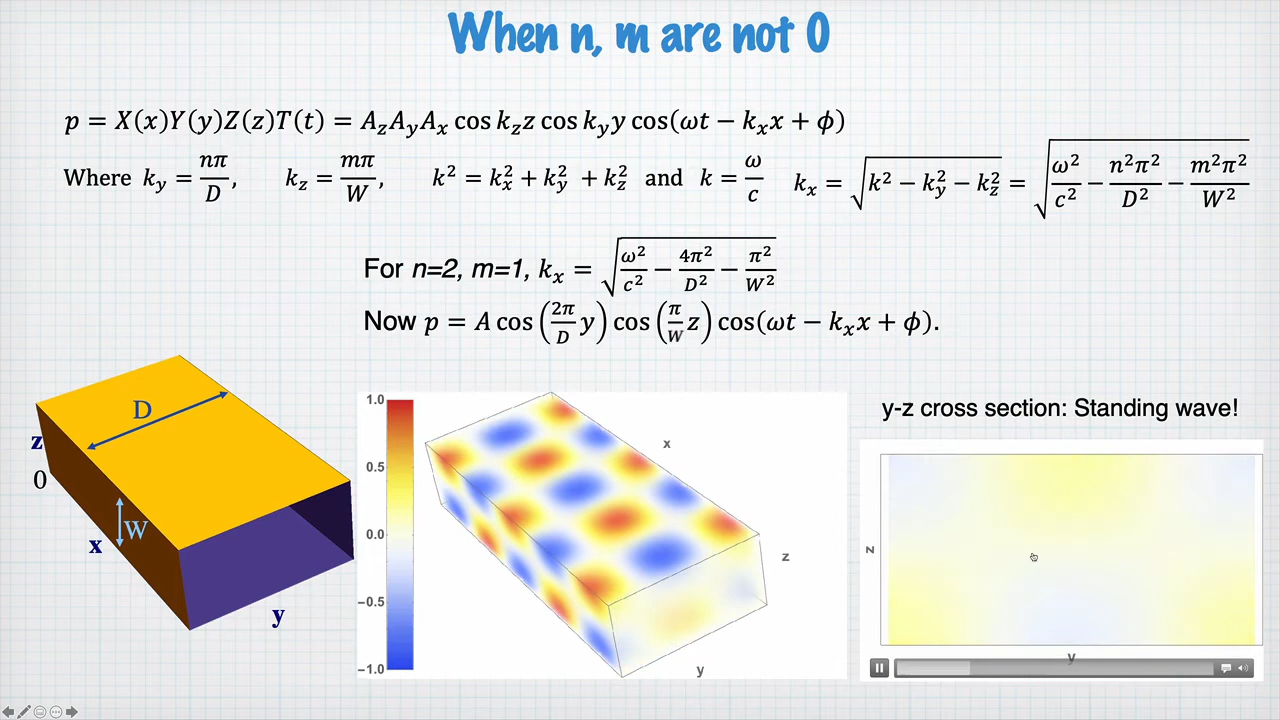 When n, m are not 0
p = X(x)Y(y)Z(z)T(t) = A_z A_y A_x cos k_z z cos k_y y cos(ωt − k_x x + ϕ)
Where k_y = nπ/D, k_z = mπ/W, k² = k_x² + k_y² + k_z² and k = ω/c k_x = √(k² − k_y² − k_z²) = √(ω²/c² − n²π²/D² − m²π²/W²)
For n=2, m=1, k_x = √(ω²/c² − 4π²/D² − π²/W²)
Now p = A cos(2π/D y) cos(π/W z) cos(ωt − k_x x + ϕ).
D
z
0
W
x
y
1.0
0.5
0.0
−0.5
−1.0
x
z
y
y-z cross section: Standing wave!
z
y